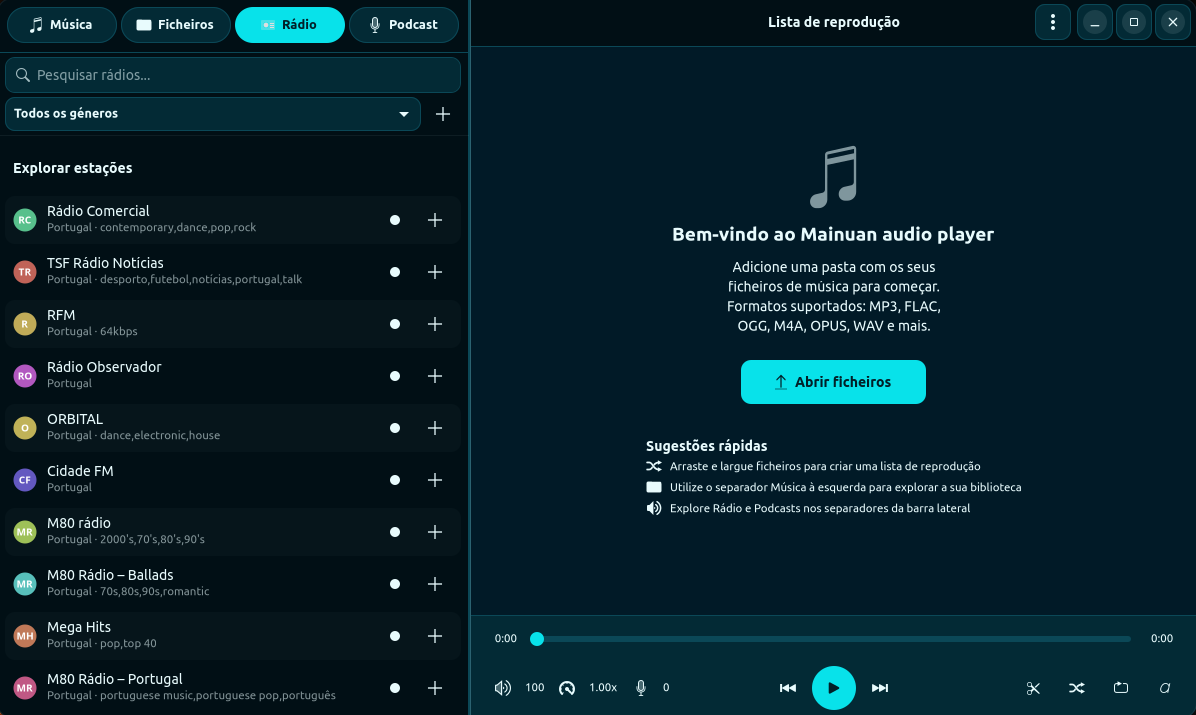 Música
Ficheiros
Rádio
Podcast
Lista de reprodução
Pesquisar rádios...
Todos os géneros
Explorar estações
RC
Rádio Comercial
Portugal · contemporary,dance,pop,rock
TR
TSF Rádio Notícias
Portugal · desporto,futebol,notícias,portugal,talk
R
RFM
Portugal · 64kbps
RO
Rádio Observador
Portugal
O
ORBITAL
Portugal · dance,electronic,house
CF
Cidade FM
Portugal
MR
M80 rádio
Portugal · 2000's,70's,80's,90's
MR
M80 Rádio – Ballads
Portugal · 70s,80s,90s,romantic
MH
Mega Hits
Portugal · pop,top 40
MR
M80 Rádio – Portugal
Portugal · portuguese music,portuguese pop,português
Bem-vindo ao Mainuan audio player
Adicione uma pasta com os seus
ficheiros de música para começar.
Formatos suportados: MP3, FLAC,
OGG, M4A, OPUS, WAV e mais.
Abrir ficheiros
Sugestões rápidas
Arraste e largue ficheiros para criar uma lista de reprodução
Utilize o separador Música à esquerda para explorar a sua biblioteca
Explore Rádio e Podcasts nos separadores da barra lateral
0:00
0:00
100
1.00x
0